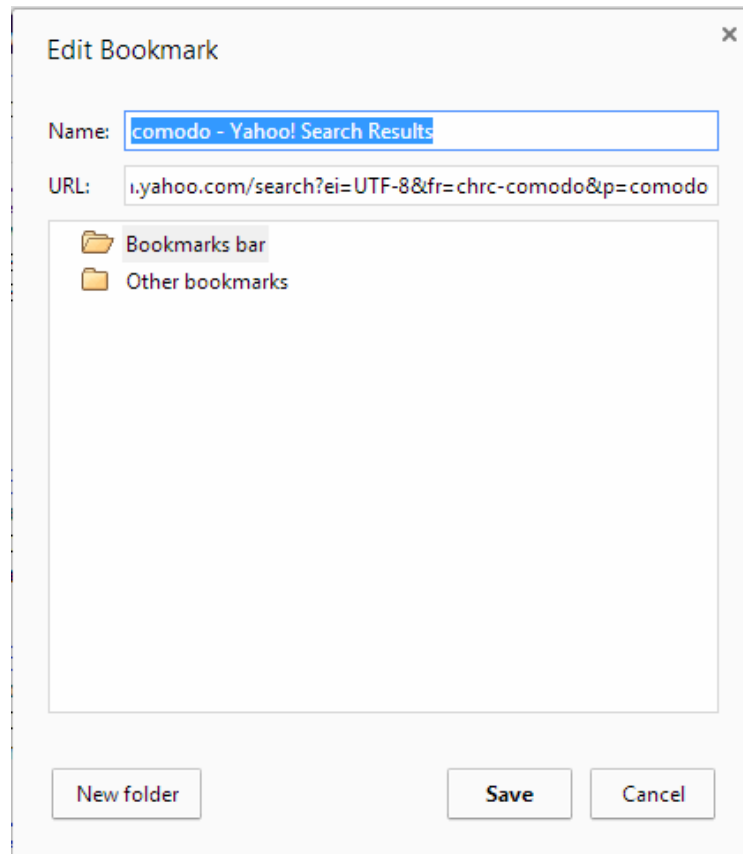 Edit Bookmark
Name: comodo - Yahoo! Search Results
URL: .yahoo.com/search?ei=UTF-8&fr=chrc-comodo&p=comodo
Bookmarks bar
Other bookmarks
New folder Save Cancel